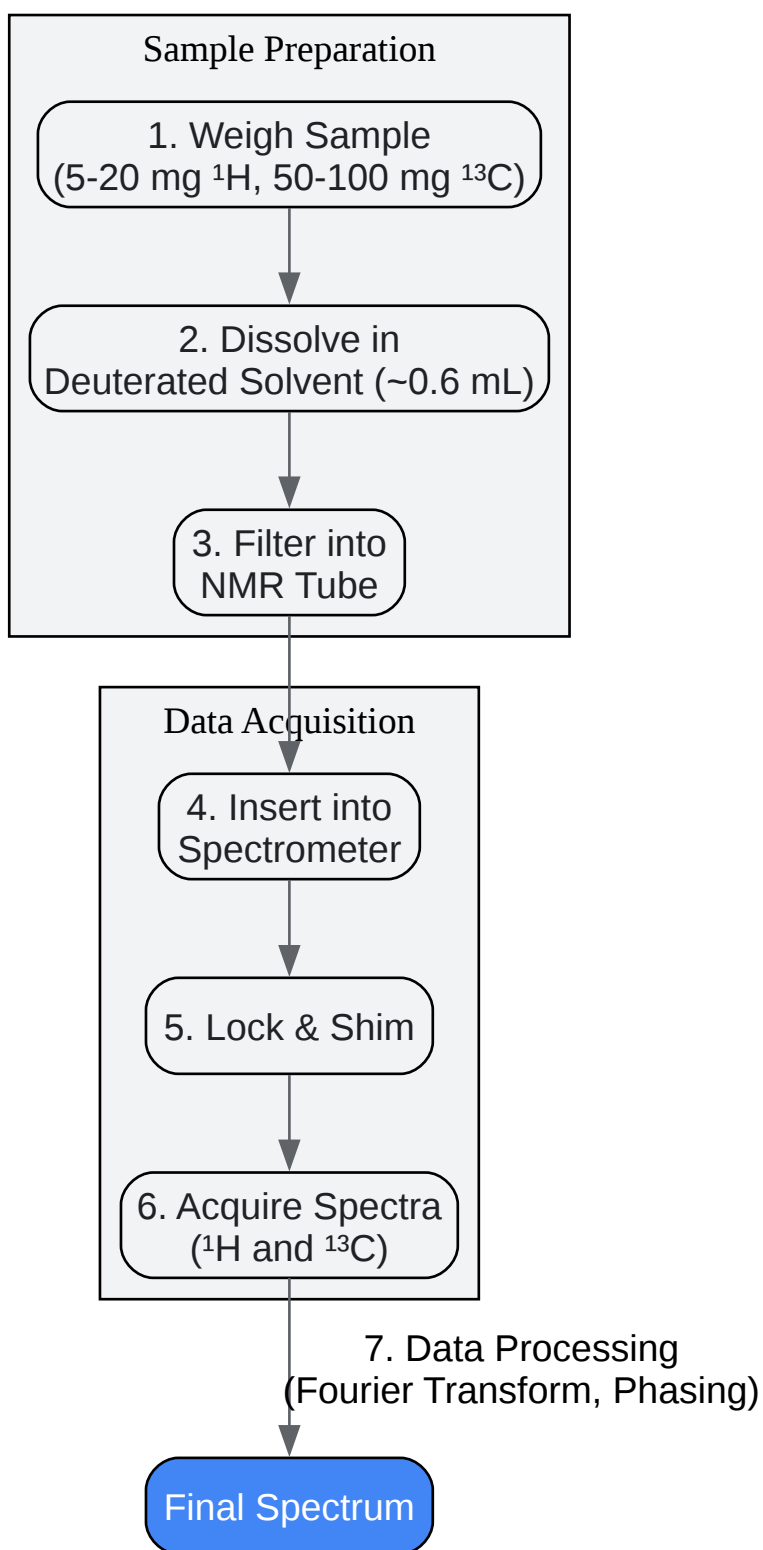 Sample Preparation
1. Weigh Sample
(5-20 mg ¹H, 50-100 mg ¹³C)
2. Dissolve in
Deuterated Solvent (~0.6 mL)
3. Filter into
NMR Tube
Data Acquisition
4. Insert into
Spectrometer
5. Lock & Shim
6. Acquire Spectra
(¹H and ¹³C)
7. Data Processing
(Fourier Transform, Phasing)
Final Spectrum